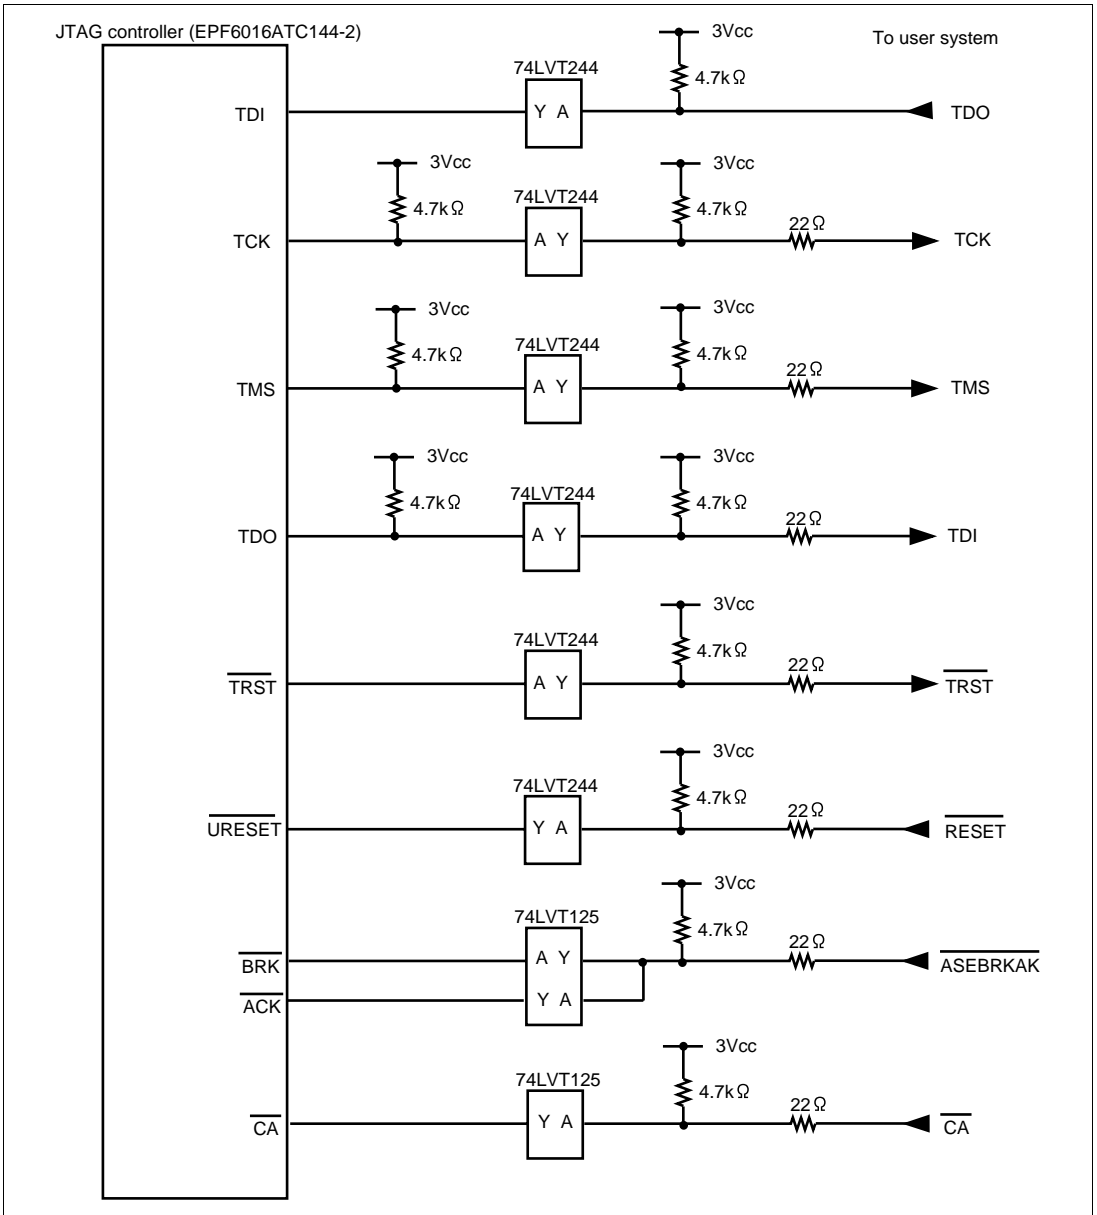 JTAG controller (EPF6016ATC144-2)
3Vcc
To user system
74LVT244
4.7kΩ
TDI
Y A
TDO
3Vcc
3Vcc
74LVT244
4.7kΩ
4.7kΩ
22Ω
TCK
A Y
TCK
3Vcc
3Vcc
74LVT244
4.7kΩ
4.7kΩ
22Ω
TMS
A Y
TMS
3Vcc
3Vcc
74LVT244
4.7kΩ
4.7kΩ
22Ω
TDO
A Y
TDI
3Vcc
74LVT244
4.7kΩ
22Ω
TRST
A Y
TRST
3Vcc
74LVT244
4.7kΩ
22Ω
URESET
Y A
RESET
3Vcc
74LVT125
4.7kΩ
22Ω
BRK
A Y
ASEBRKAK
ACK
Y A
3Vcc
74LVT125
4.7kΩ
22Ω
CA
Y A
CA